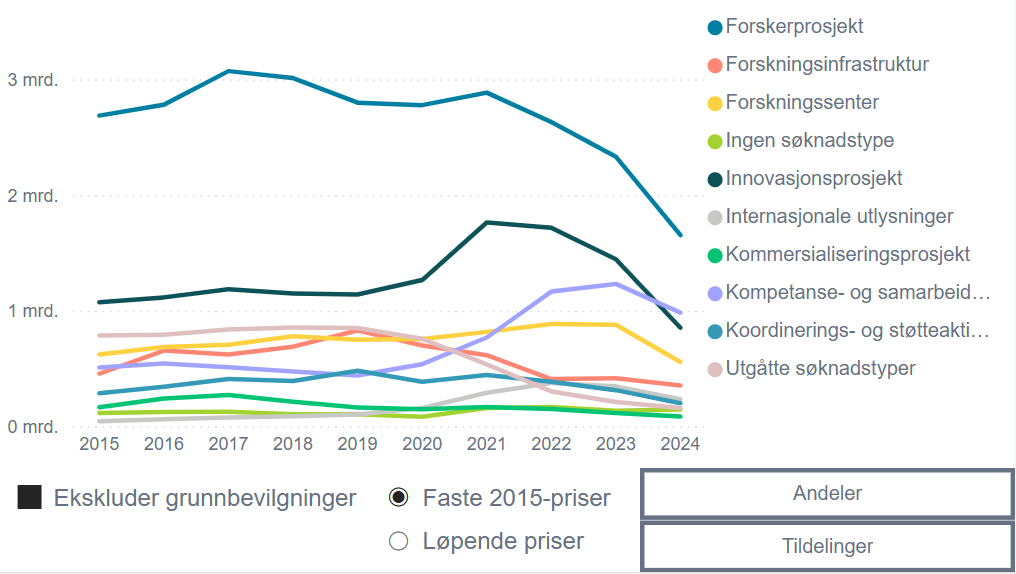 Forskerprosjekt
Forskningsinfrastruktur
Forskningssenter
Ingen søknadstype
Innovasjonsprosjekt
Internasjonale utlysninger
Kommersialiseringsprosjekt
Kompetanse- og samarbeid...
Koordinerings- og støtteakti...
Utgåtte søknadstyper
3 mrd.
2 mrd.
1 mrd.
0 mrd.
2015 2016 2017 2018 2019 2020 2021 2022 2023 2024
Ekskluder grunnbevilgninger
Faste 2015-priser
Løpende priser
Andeler
Tildelinger